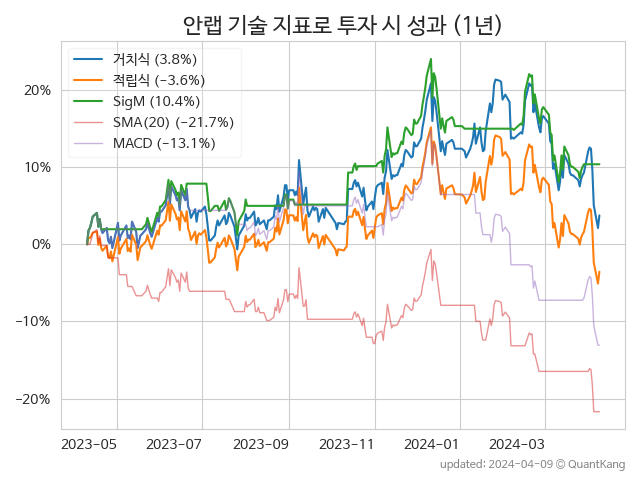 안랩 기술 지표로 투자 시 성과 (1년)
거치식 (3.8%)
적립식 (−3.6%)
SigM (10.4%)
SMA(20) (−21.7%)
MACD (−13.1%)
20%
10%
0%
−10%
−20%
2023-05 2023-07 2023-09 2023-11 2024-01 2024-03
updated: 2024-04-09 © QuantKang